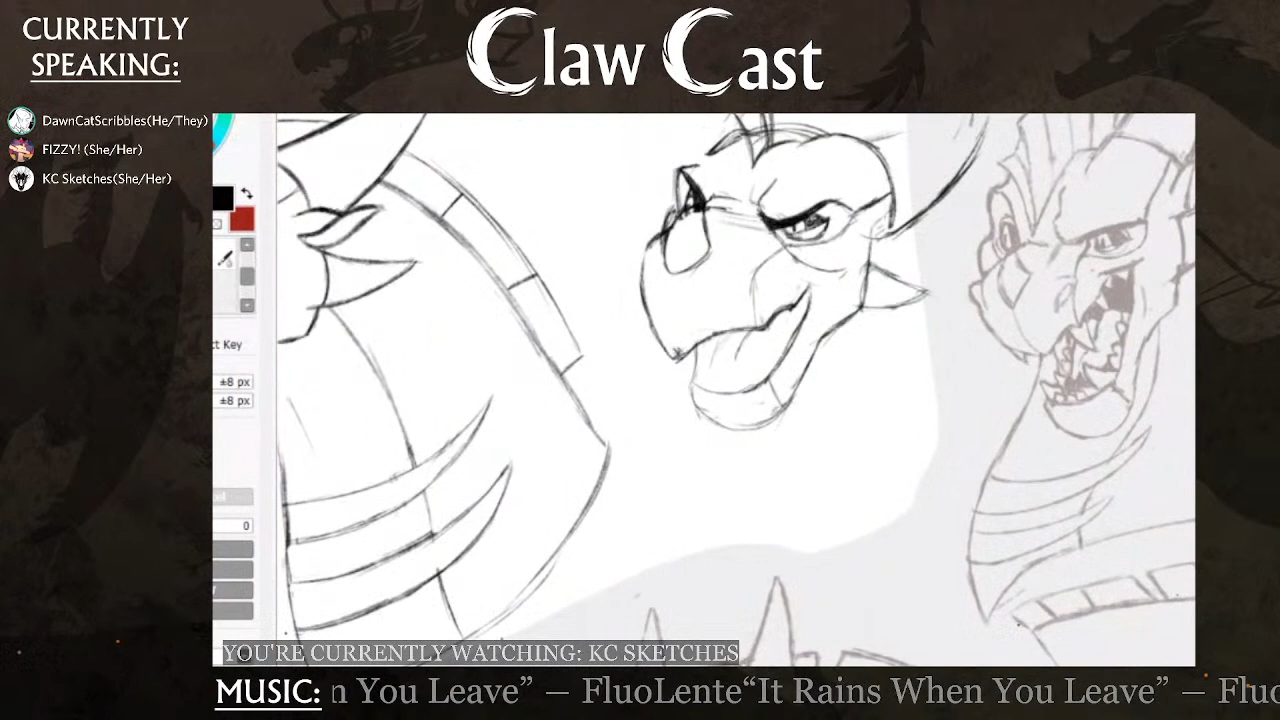 CURRENTLY
SPEAKING:
Claw Cast
DawnCatScribbles(He/They)
FIZZY! (She/Her)
KC Sketches(She/Her)
ct Key
±8 px
±8 px
0
YOU'RE CURRENTLY WATCHING: KC SKETCHES
MUSIC: n You Leave” — FluoLente“It Rains When You Leave” — Fluo